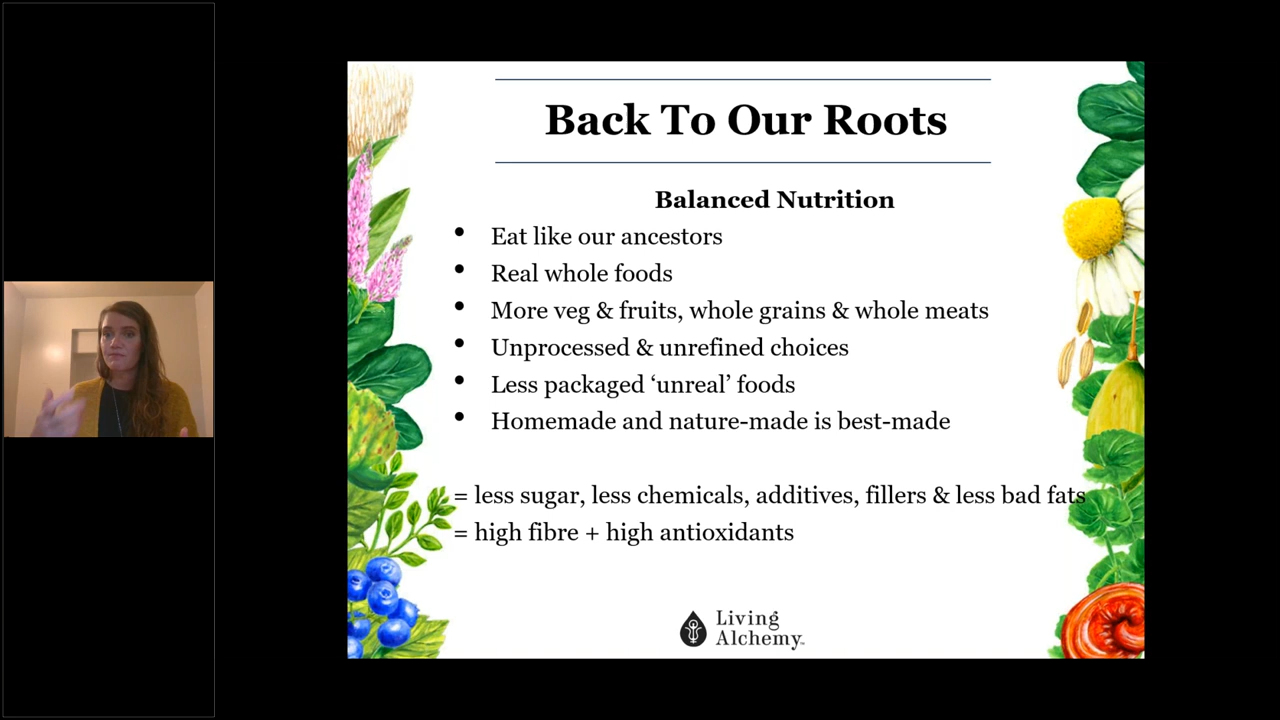 Back To Our Roots
Balanced Nutrition
• Eat like our ancestors
• Real whole foods
• More veg & fruits, whole grains & whole meats
• Unprocessed & unrefined choices
• Less packaged ‘unreal’ foods
• Homemade and nature-made is best-made
= less sugar, less chemicals, additives, fillers & less bad fats
= high fibre + high antioxidants
Living
Alchemy™